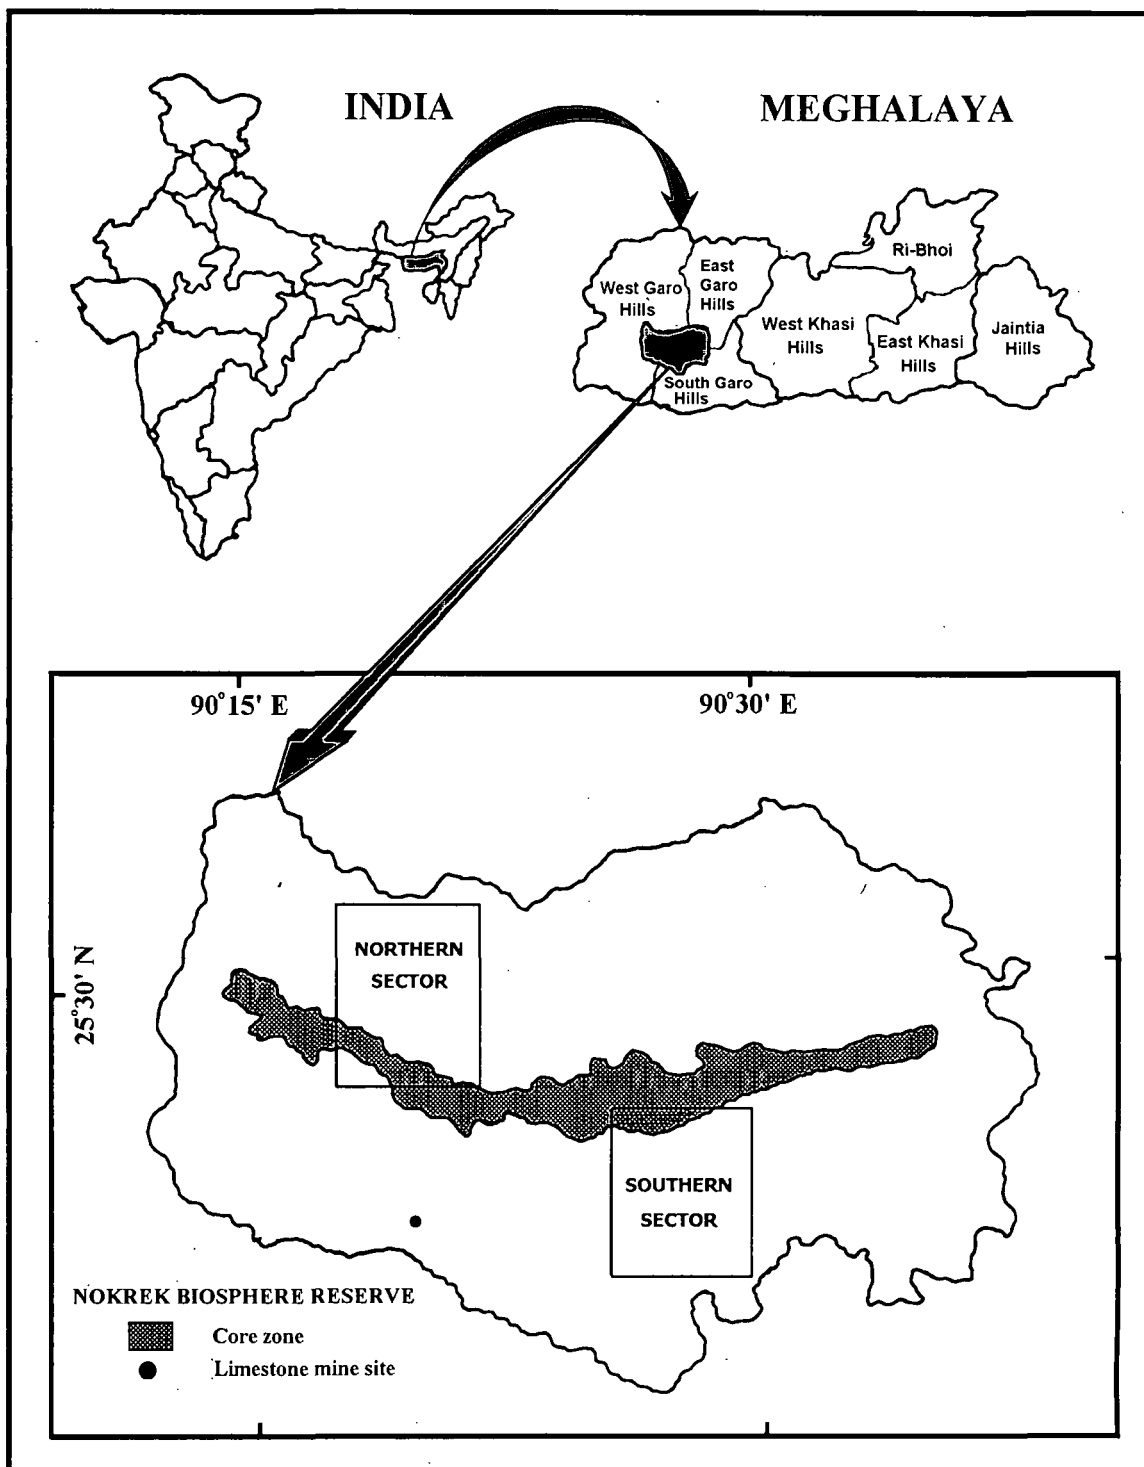 INDIA
MEGHALAYA
Ri-Bhoi
East
Garo
Hills
West Garo
Hills
West Khasi
Hills
East Khasi
Hills
Jaintia
Hills
South Garo
Hills
90°15' E
90°30' E
25°30' N
NORTHERN
SECTOR
SOUTHERN
SECTOR
NOKREK BIOSPHERE RESERVE
Core zone
Limestone mine site